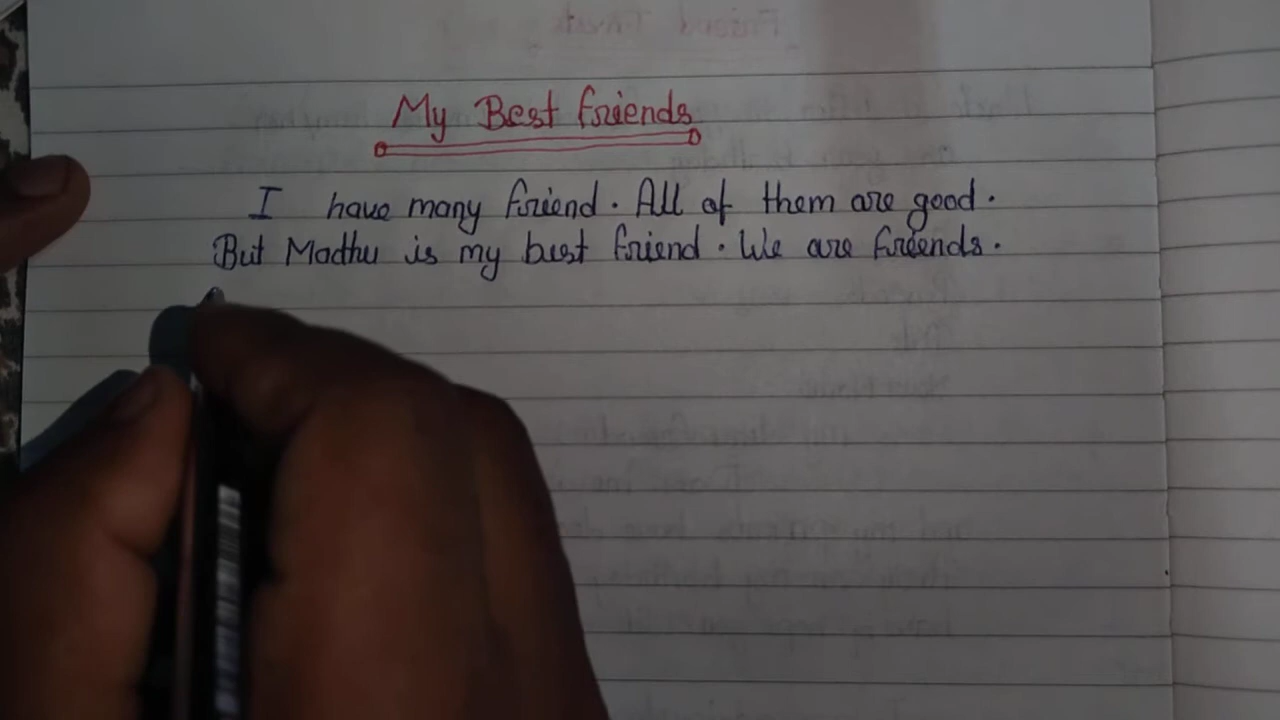 My Best friends
I have many friend. All of them are good.
But Madhu is my best friend. We are friends.